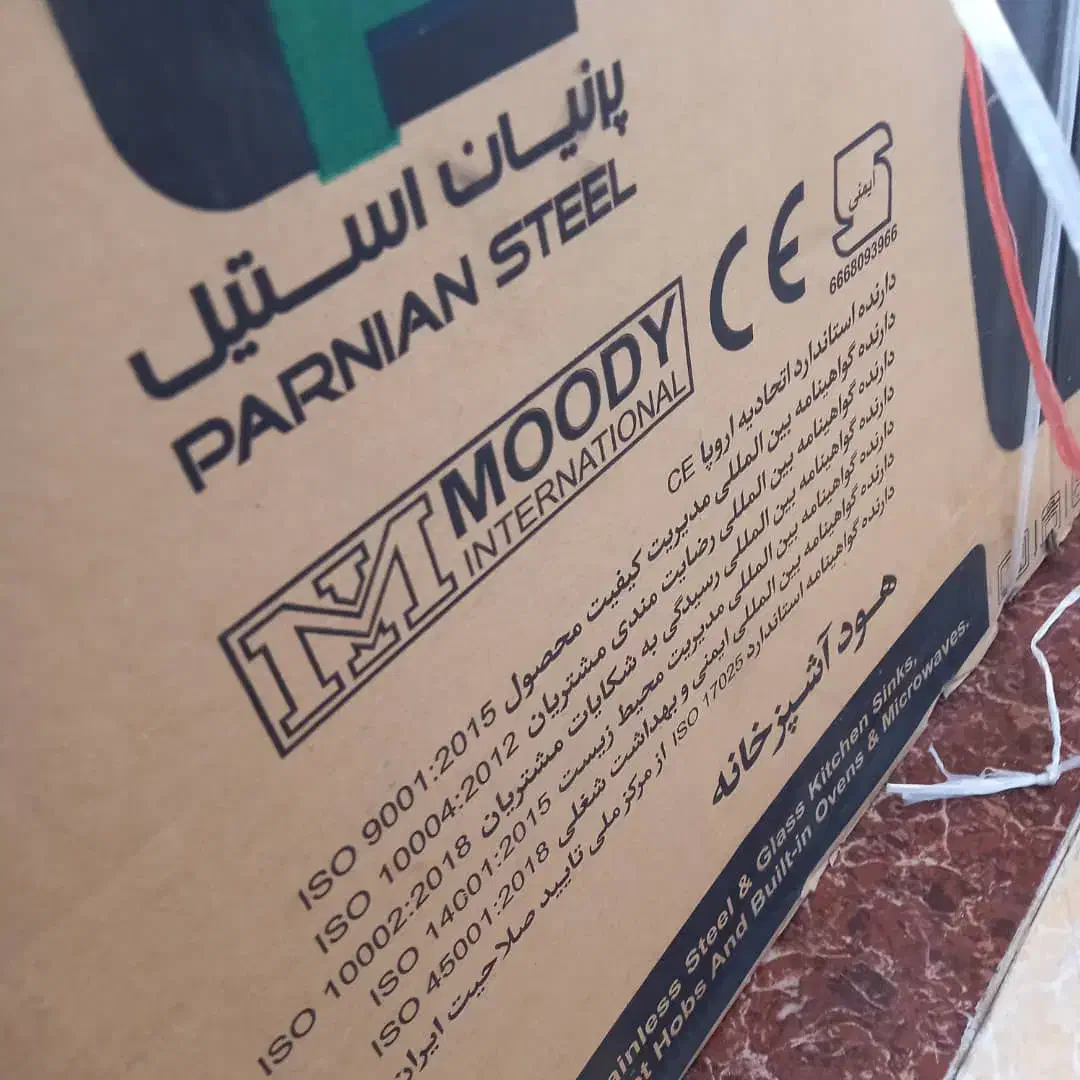 پرنیان استیل
PARNIAN STEEL
MOODY
INTERNATIONAL
CE
ایمنی
6668093966
دارنده استاندارد اتحادیه اروپا CE
دارنده گواهینامه بین المللی مدیریت کیفیت محصول ISO 9001:2015
دارنده گواهینامه بین المللی رضایت مندی مشتریان ISO 10004:2012
دارنده گواهینامه بین المللی رسیدگی به شکایات مشتریان ISO 10002:2018
دارنده گواهینامه بین المللی مدیریت محیط زیست ISO 14001:2015
دارنده گواهینامه بین المللی ایمنی و بهداشت شغلی ISO 45001:2018
دارنده گواهینامه استاندارد ISO 17025 از مرکز ملی تایید صلاحیت ایران
هود آشپزخانه
Steel & Glass Kitchen Sinks,
Hobs And Built-in Ovens & Microwaves.